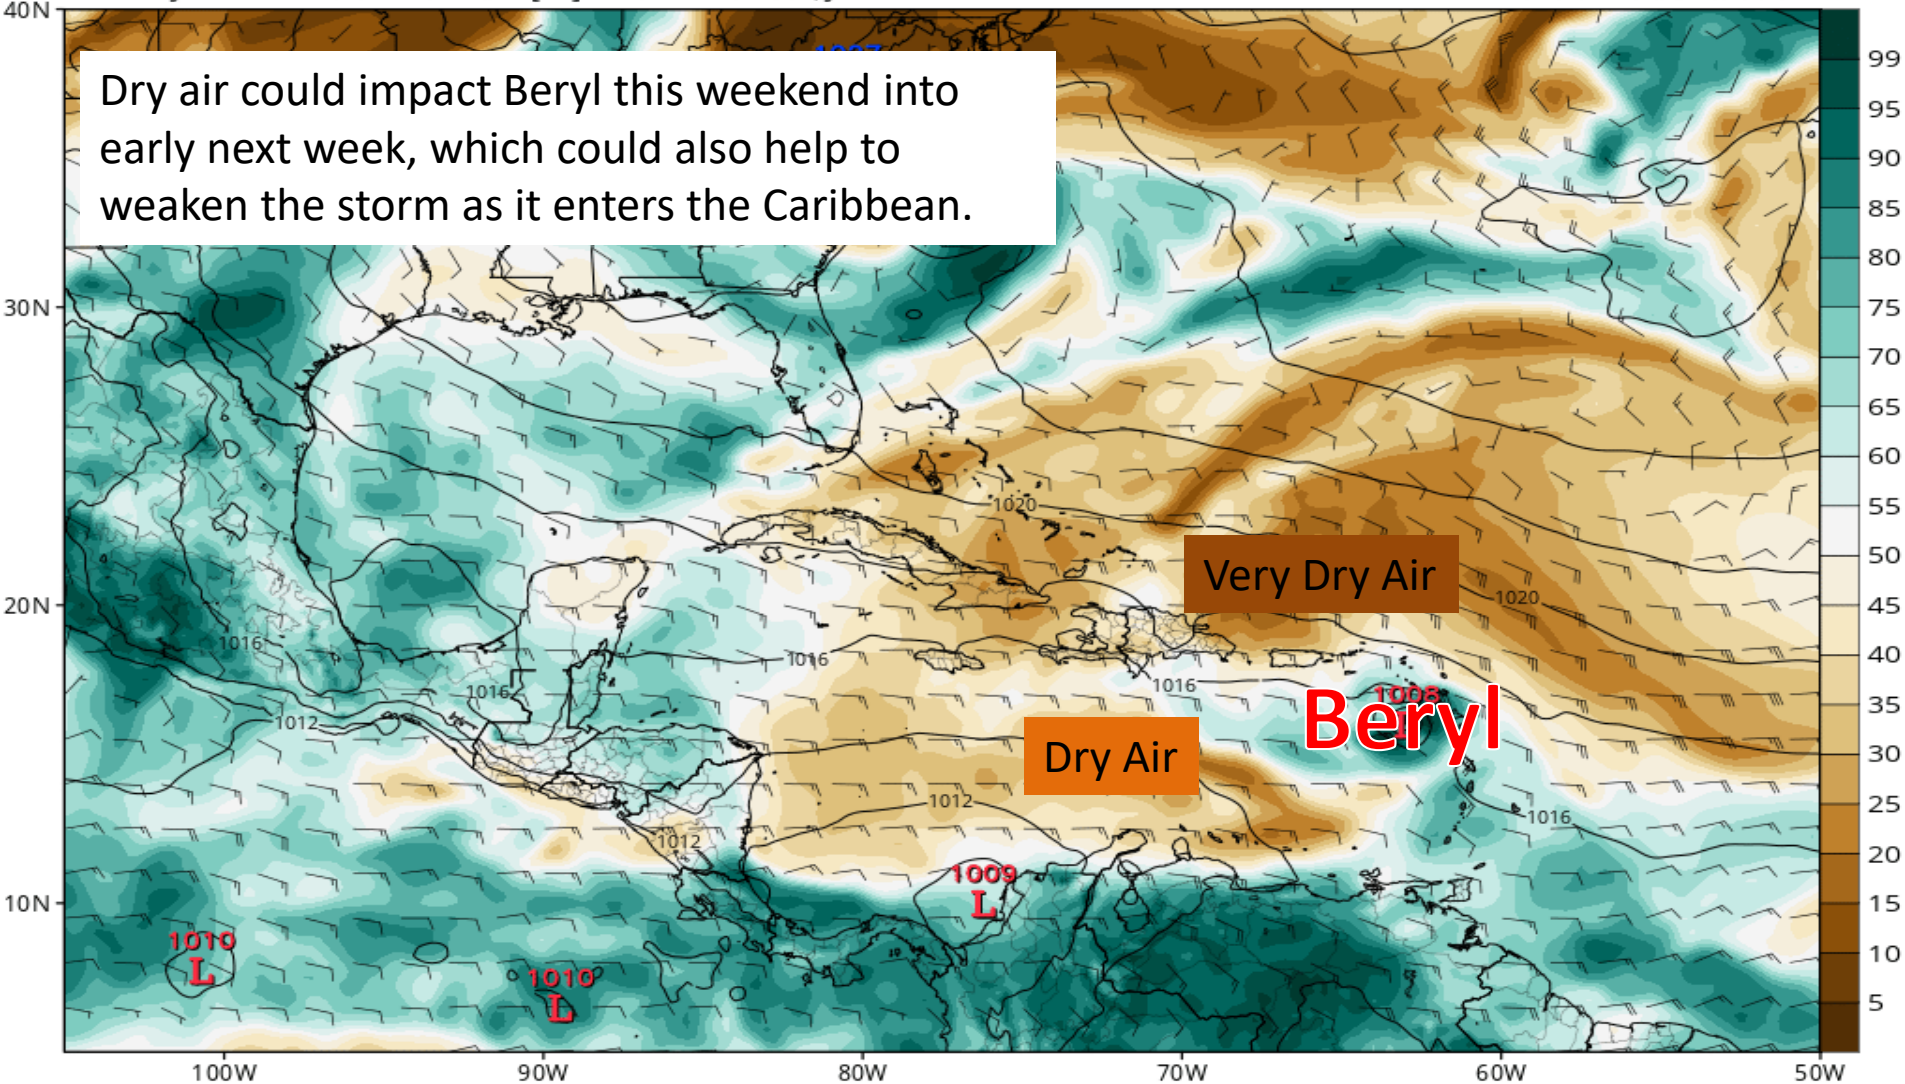 40N
1007
99
Dry air could impact Beryl this weekend into
early next week, which could also help to
weaken the storm as it enters the Caribbean.
95
90
85
80
30N
75
70
65
60
1020
55
50
Very Dry Air
1020
20N
45
1016
1016
40
1016
1016
1008
35
Beryl
1012
Dry Air
30
1012
25
1016
1012
20
1009
L
15
10N
1010
L
10
1010
L
5
100W
90W
80W
70W
60W
50W